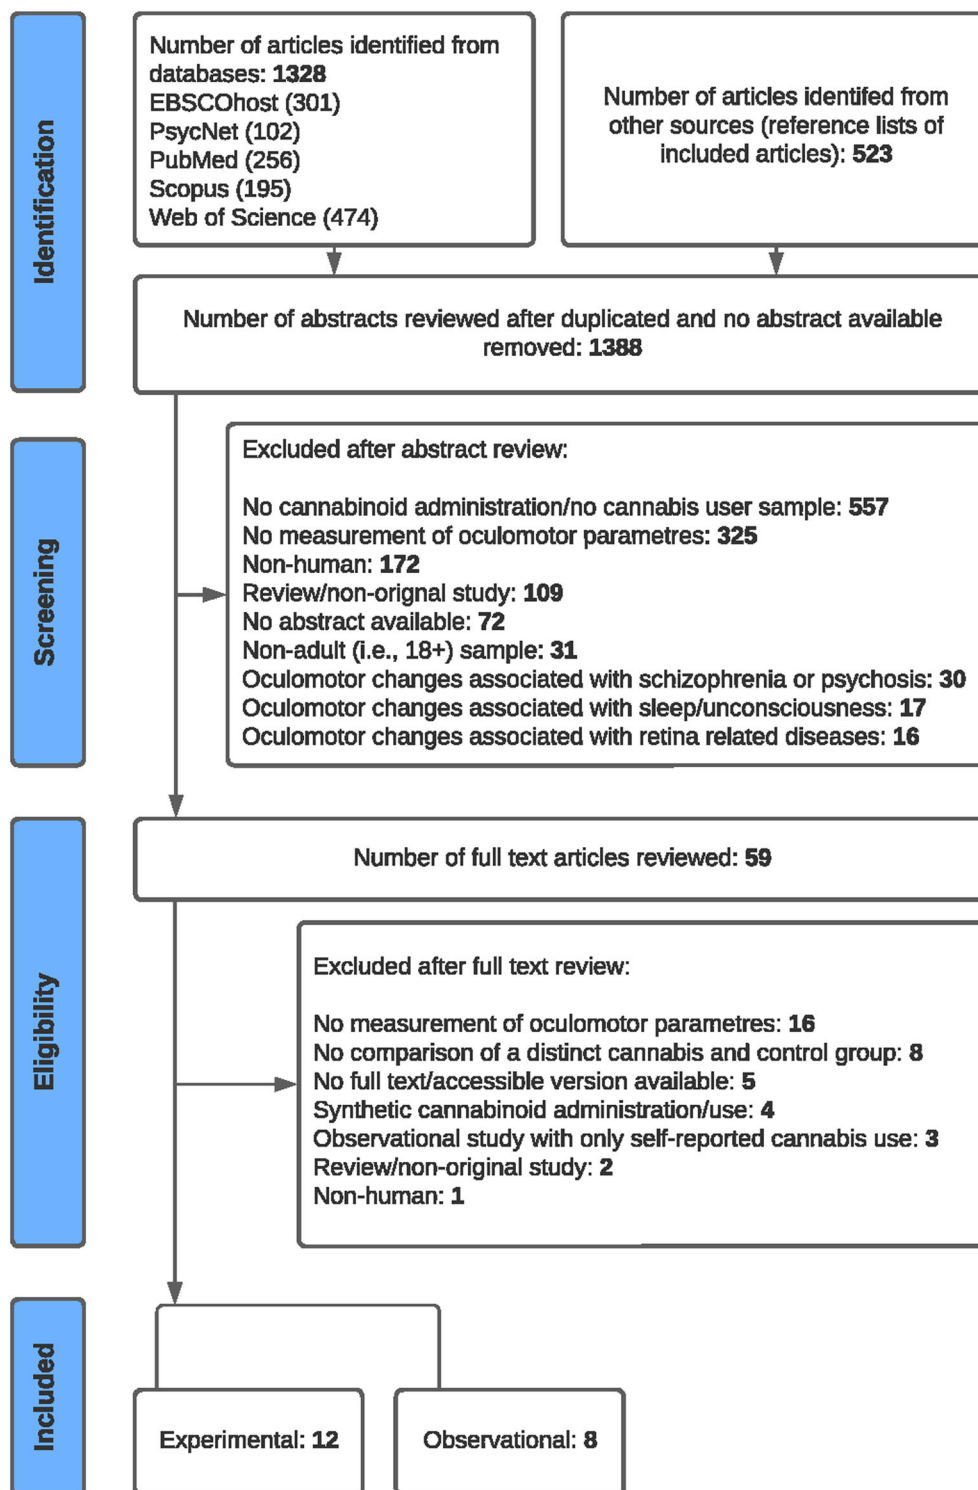 Identification
Number of articles identified from
databases: 1328
EBSCOhost (301)
PsycNet (102)
PubMed (256)
Scopus (195)
Web of Science (474)
Number of articles identifed from
other sources (reference lists of
included articles): 523
Number of abstracts reviewed after duplicated and no abstract available
removed: 1388
Screening
Excluded after abstract review:
No cannabinoid administration/no cannabis user sample: 557
No measurement of oculomotor parametres: 325
Non-human: 172
Review/non-orignal study: 109
No abstract available: 72
Non-adult (i.e., 18+) sample: 31
Oculomotor changes associated with schizophrenia or psychosis: 30
Oculomotor changes associated with sleep/unconsciousness: 17
Oculomotor changes associated with retina related diseases: 16
Eligibility
Number of full text articles reviewed: 59
Excluded after full text review:
No measurement of oculomotor parametres: 16
No comparison of a distinct cannabis and control group: 8
No full text/accessible version available: 5
Synthetic cannabinoid administration/use: 4
Observational study with only self-reported cannabis use: 3
Review/non-original study: 2
Non-human: 1
Included
Experimental: 12
Observational: 8